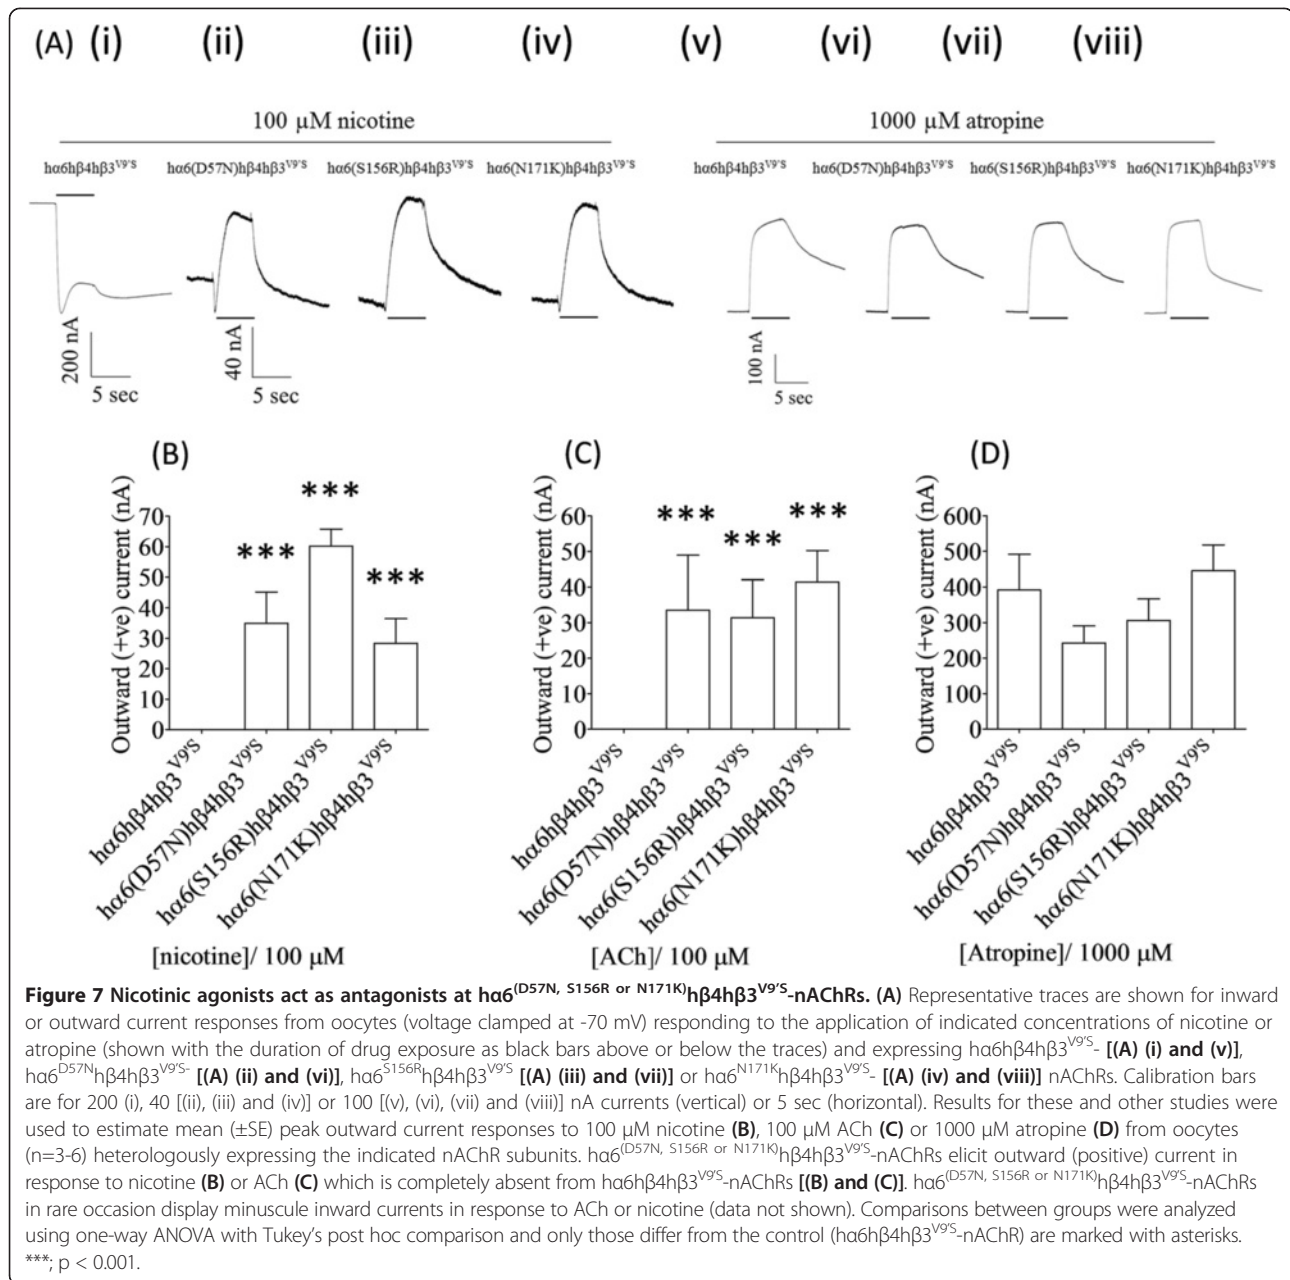 (A) (i) (ii) (iii) (iv) (v) (vi) (vii) (viii)
100 µM nicotine 1000 µM atropine
hα6hβ4hβ3V9'S hα6(D57N)hβ4hβ3V9'S hα6(S156R)hβ4hβ3V9'S hα6(N171K)hβ4hβ3V9'S hα6hβ4hβ3V9'S hα6(D57N)hβ4hβ3V9'S hα6(S156R)hβ4hβ3V9'S hα6(N171K)hβ4hβ3V9'S
200 nA
5 sec
40 nA
5 sec
100 nA
5 sec
(B)
Outward (+ve) current (nA)
70
60
50
40
30
20
10
0
***
***
***
hα6hβ4hβ3V9'S
hα6(D57N)hβ4hβ3V9'S
hα6(S156R)hβ4hβ3V9'S
hα6(N171K)hβ4hβ3V9'S
[nicotine]/ 100 µM
(C)
Outward (+ve) current (nA)
60
50
40
30
20
10
0
***
***
***
hα6hβ4hβ3V9'S
hα6(D57N)hβ4hβ3V9'S
hα6(S156R)hβ4hβ3V9'S
hα6(N171K)hβ4hβ3V9'S
[ACh]/ 100 µM
(D)
Outward (+ve) current (nA)
600
500
400
300
200
100
0
hα6hβ4hβ3V9'S
hα6(D57N)hβ4hβ3V9'S
hα6(S156R)hβ4hβ3V9'S
hα6(N171K)hβ4hβ3V9'S
[Atropine]/ 1000 µM
Figure 7 Nicotinic agonists act as antagonists at hα6(D57N, S156R or N171K)hβ4hβ3V9'S-nAChRs. (A) Representative traces are shown for inward
or outward current responses from oocytes (voltage clamped at -70 mV) responding to the application of indicated concentrations of nicotine or
atropine (shown with the duration of drug exposure as black bars above or below the traces) and expressing hα6hβ4hβ3V9'S- [(A) (i) and (v)],
hα6D57Nhβ4hβ3V9'S- [(A) (ii) and (vi)], hα6S156Rhβ4hβ3V9'S [(A) (iii) and (vii)] or hα6N171Khβ4hβ3V9'S- [(A) (iv) and (viii)] nAChRs. Calibration bars
are for 200 (i), 40 [(ii), (iii) and (iv)] or 100 [(v), (vi), (vii) and (viii)] nA currents (vertical) or 5 sec (horizontal). Results for these and other studies were
used to estimate mean (±SE) peak outward current responses to 100 µM nicotine (B), 100 µM ACh (C) or 1000 µM atropine (D) from oocytes
(n=3-6) heterologously expressing the indicated nAChR subunits. hα6(D57N, S156R or N171K)hβ4hβ3V9'S-nAChRs elicit outward (positive) current in
response to nicotine (B) or ACh (C) which is completely absent from hα6hβ4hβ3V9'S-nAChRs [(B) and (C)]. hα6(D57N, S156R or N171K)hβ4hβ3V9'S-nAChRs
in rare occasion display minuscule inward currents in response to ACh or nicotine (data not shown). Comparisons between groups were analyzed
using one-way ANOVA with Tukey's post hoc comparison and only those differ from the control (hα6hβ4hβ3V9'S-nAChR) are marked with asterisks.
***; p < 0.001.